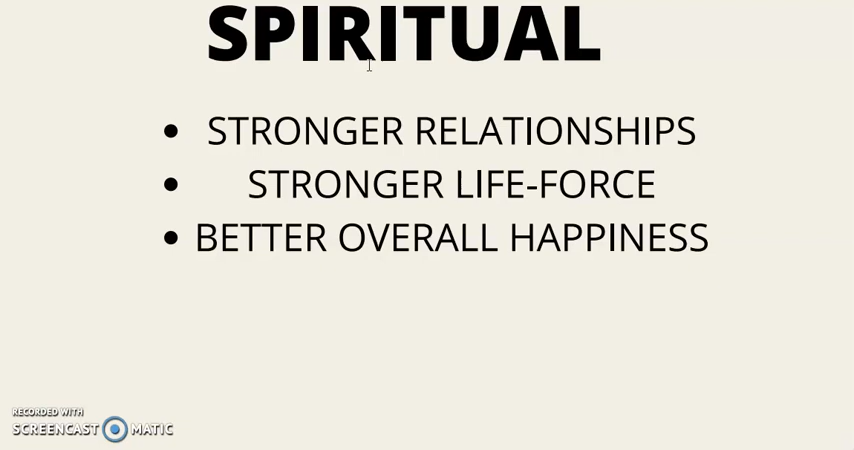 SPIRITUAL
• STRONGER RELATIONSHIPS
• STRONGER LIFE-FORCE
• BETTER OVERALL HAPPINESS
RECORDED WITH
SCREENCAST MATIC